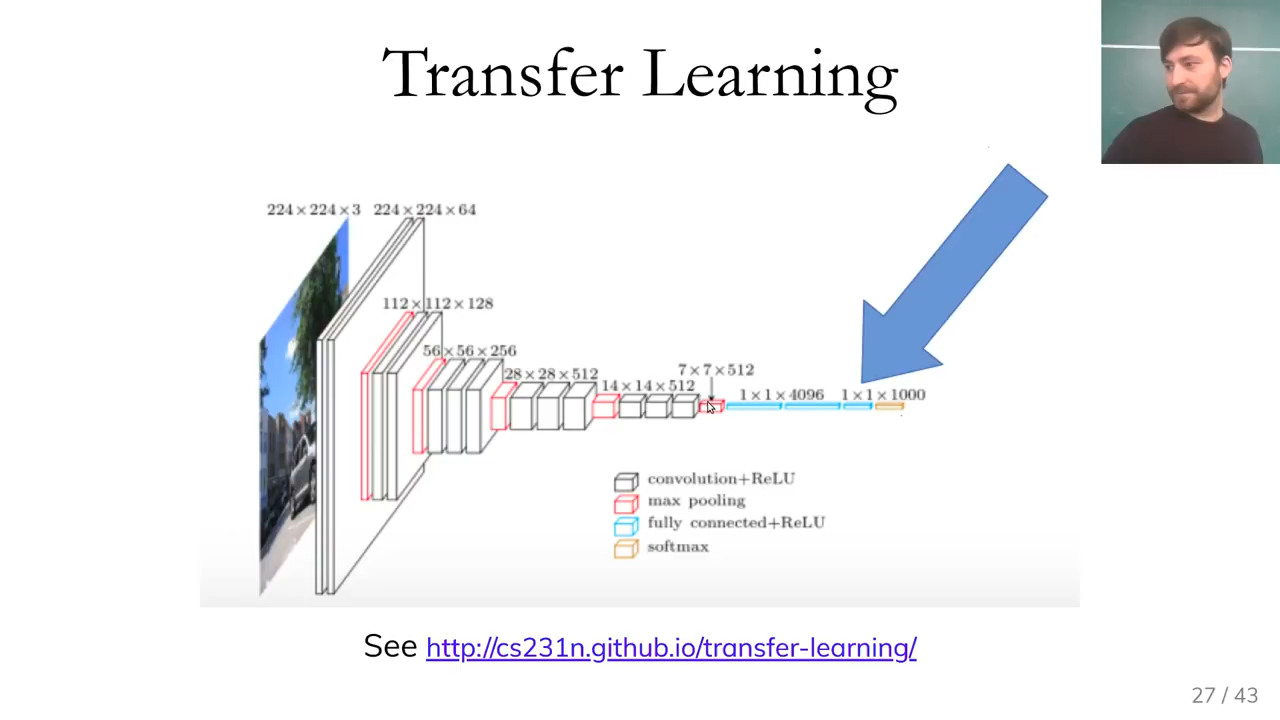 Transfer Learning
224×224×3 224×224×64
112×112×128
56×56×256
28×28×512
14×14×512
7×7×512
1×1×4096 1×1×1000
convolution+ReLU
max pooling
fully connected+ReLU
softmax
See http://cs231n.github.io/transfer-learning/
27 / 43